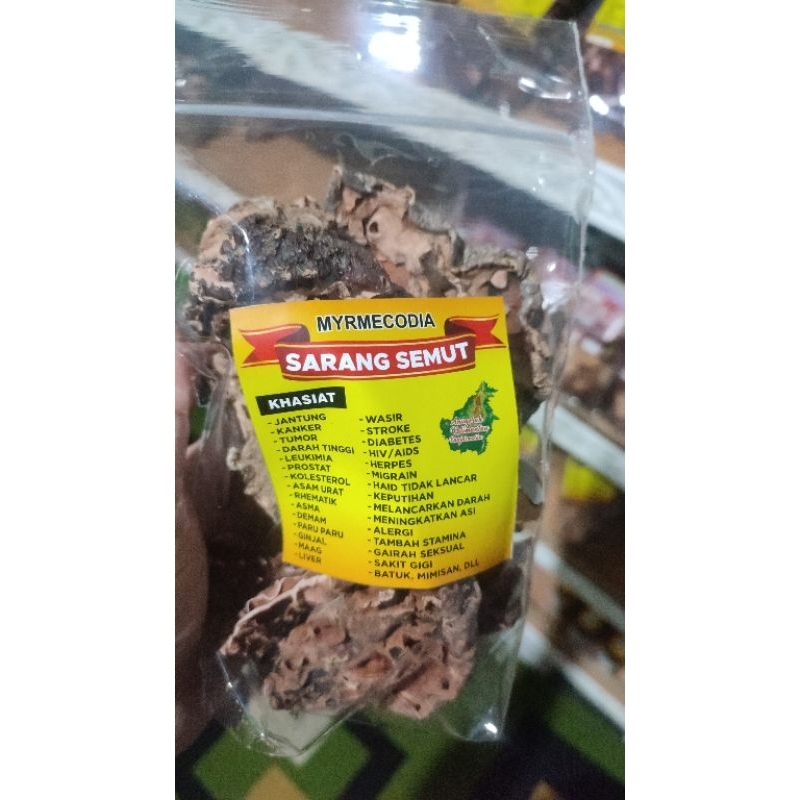 MYRMECODIA
SARANG SEMUT
KHASIAT
- JANTUNG
- KANKER
- TUMOR
- DARAH TINGGI
- LEUKIMIA
- PROSTAT
- KOLESTEROL
- ASAM URAT
- RHEMATIK
- ASMA
- DEMAM
- PARU PARU
- GINJAL
- MAAG
- LIVER
- WASIR
- STROKE
- DIABETES
- HIV/AIDS
- HERPES
- MIGRAIN
- HAID TIDAK LANCAR
- KEPUTIHAN
- MELANCARKAN DARAH
- MENINGKATKAN ASI
- ALERGI
- TAMBAH STAMINA
- GAIRAH SEKSUAL
- SAKIT GIGI
- BATUK, MIMISAN, DLL